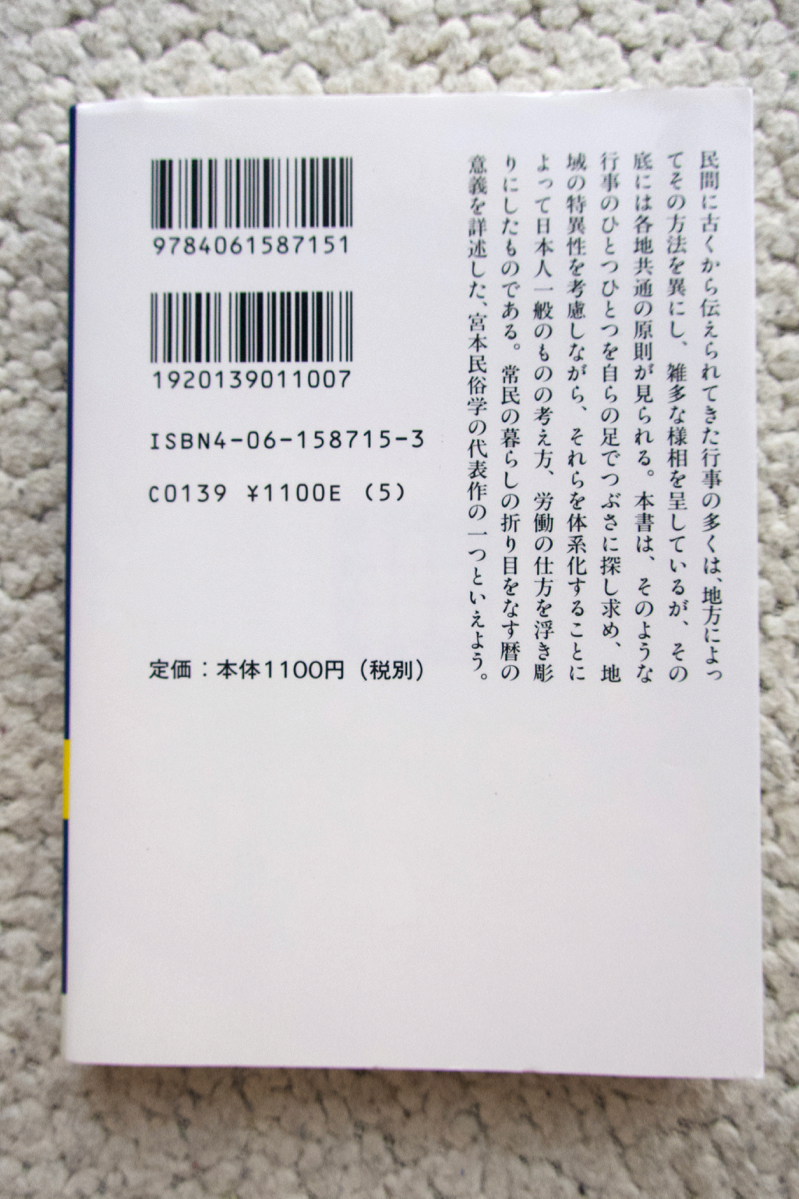 民間に古くから伝えられてきた行事の多くは、地方によっ
てその方法を異にし、雑多な様相を呈しているが、その
底には各地共通の原則が見られる。本書は、そのような
行事のひとつひとつを自らの足でつぶさに探し求め、地
域の特異性を考慮しながら、それらを体系化することに
よって日本人一般のものの考え方、労働の仕方を浮き彫
りにしたものである。常民の暮らしの折り目をなす暦の
意義を詳述した、宮本民俗学の代表作の一つといえよう。
9784061587151
1920139011007
ISBN4-06-158715-3
C0139 ¥1100E (5)
定価：本体1100円（税別）